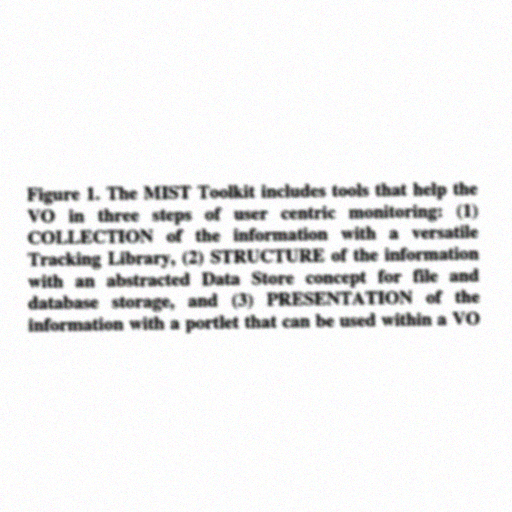 Figure 1. The MIST Toolkit includes tools that help the
VO in three steps of user centric monitoring: (1)
COLLECTION of the information with a versatile
Tracking Library, (2) STRUCTURE of the information
with an abstracted Data Store concept for file and
database storage, and (3) PRESENTATION of the
information with a portlet that can be used within a VO